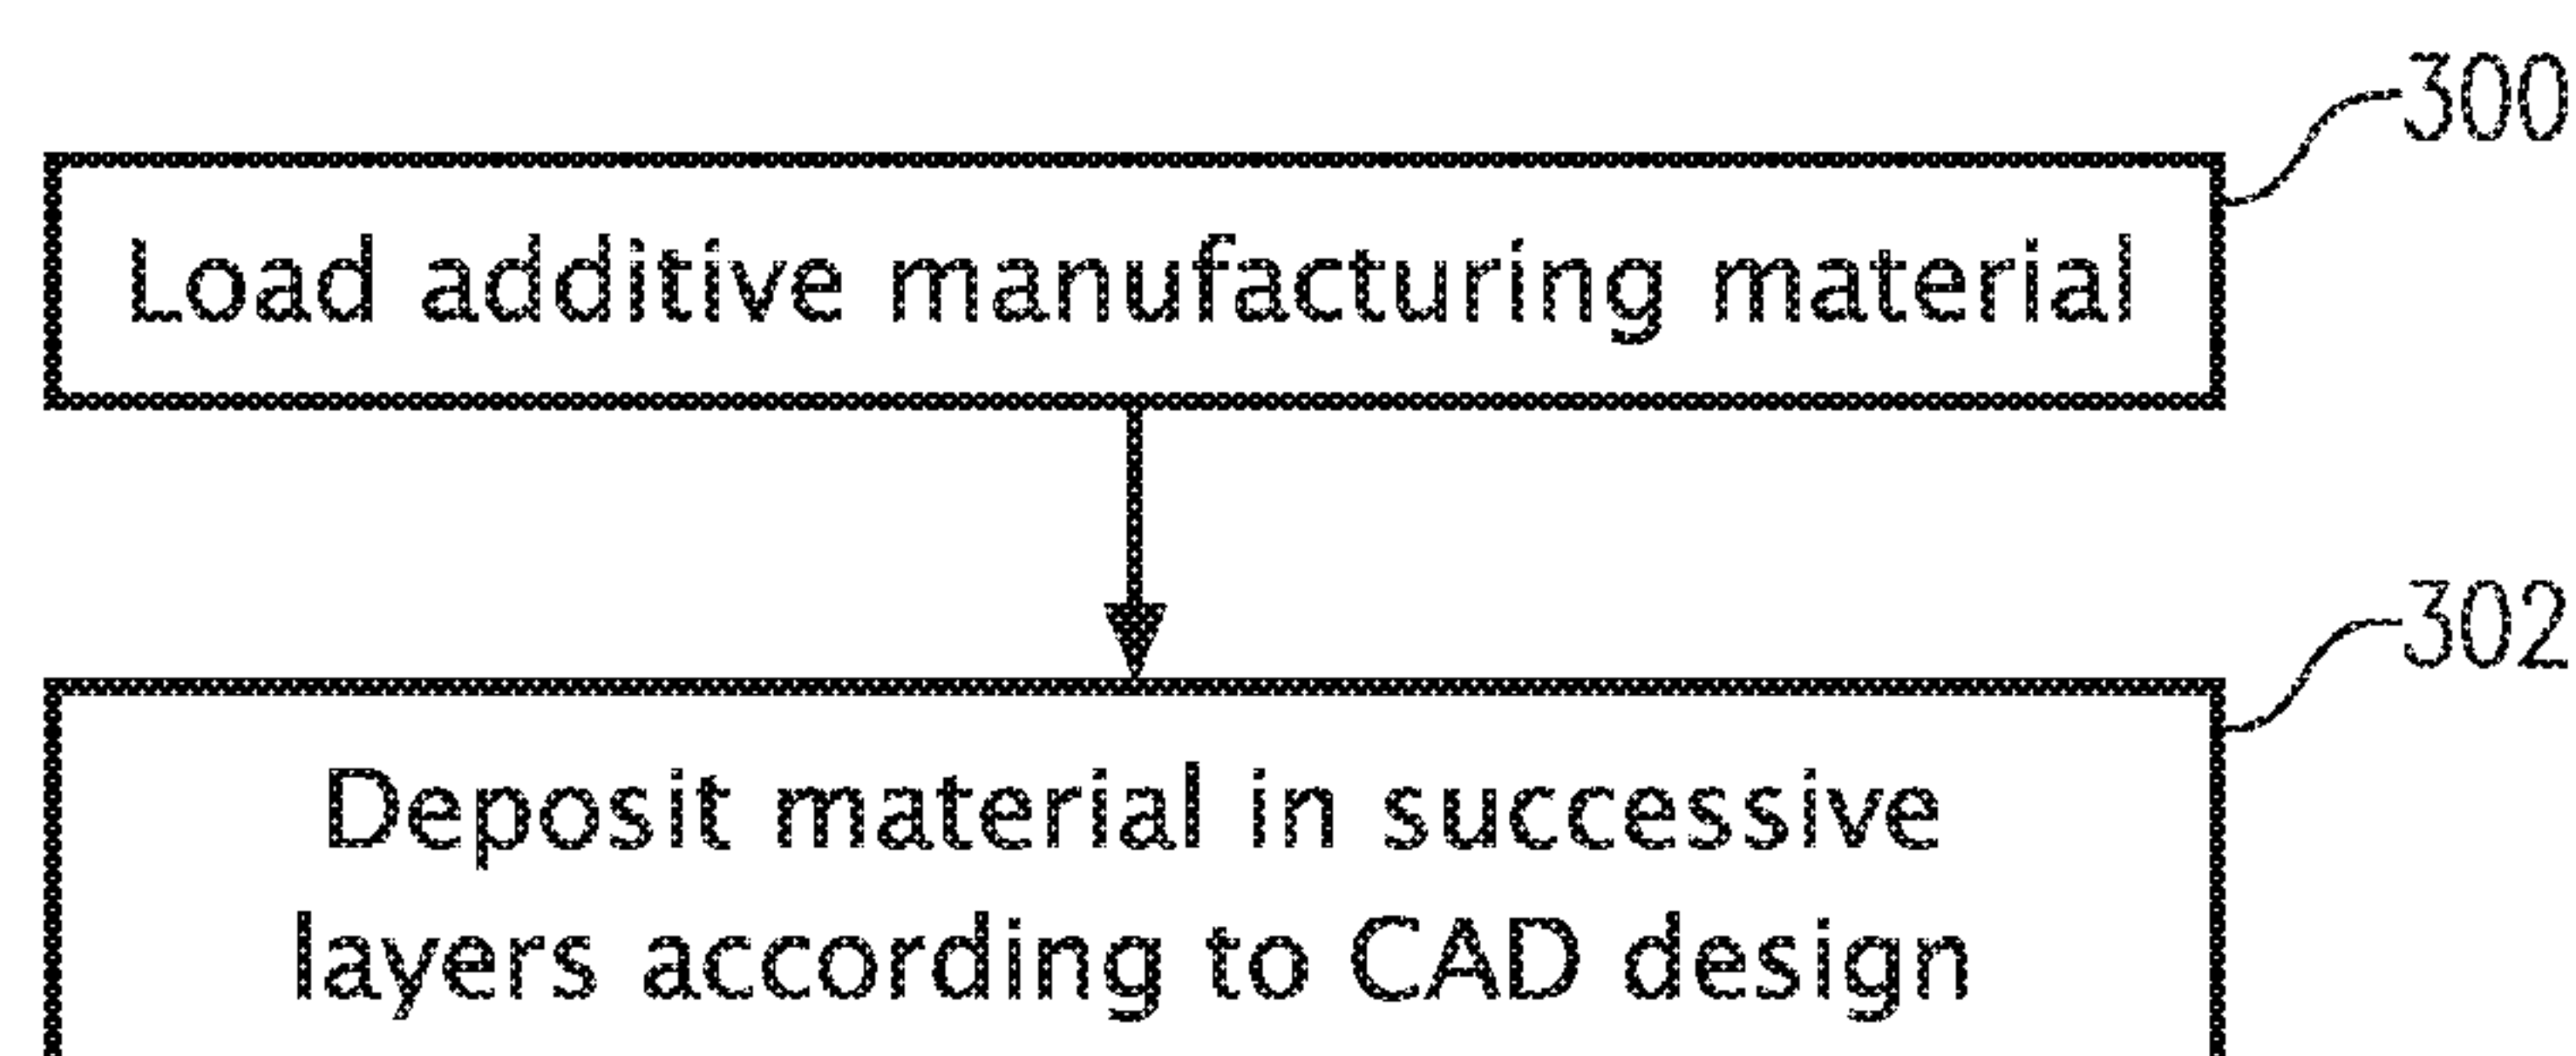 300
Load additive manufacturing material
302
Deposit material in successive
layers according to CAD design